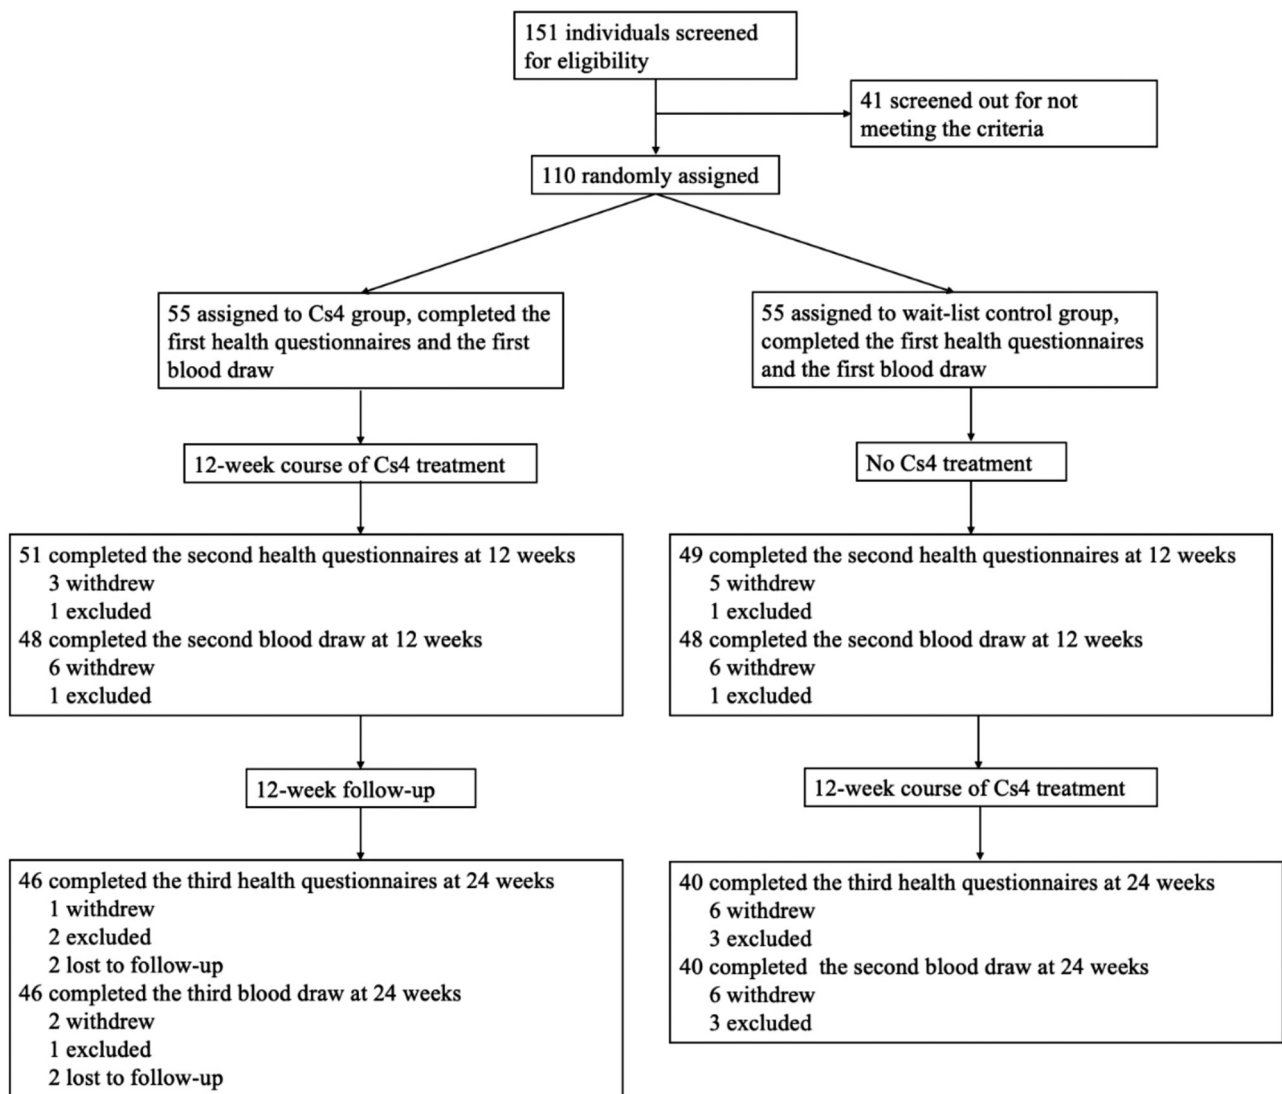 151 individuals screened
for eligibility
41 screened out for not
meeting the criteria
110 randomly assigned
55 assigned to Cs4 group, completed the
first health questionnaires and the first
blood draw
55 assigned to wait-list control group,
completed the first health questionnaires
and the first blood draw
12-week course of Cs4 treatment
No Cs4 treatment
51 completed the second health questionnaires at 12 weeks
3 withdrew
1 excluded
48 completed the second blood draw at 12 weeks
6 withdrew
1 excluded
49 completed the second health questionnaires at 12 weeks
5 withdrew
1 excluded
48 completed the second blood draw at 12 weeks
6 withdrew
1 excluded
12-week follow-up
12-week course of Cs4 treatment
46 completed the third health questionnaires at 24 weeks
1 withdrew
2 excluded
2 lost to follow-up
46 completed the third blood draw at 24 weeks
2 withdrew
1 excluded
2 lost to follow-up
40 completed the third health questionnaires at 24 weeks
6 withdrew
3 excluded
40 completed the second blood draw at 24 weeks
6 withdrew
3 excluded